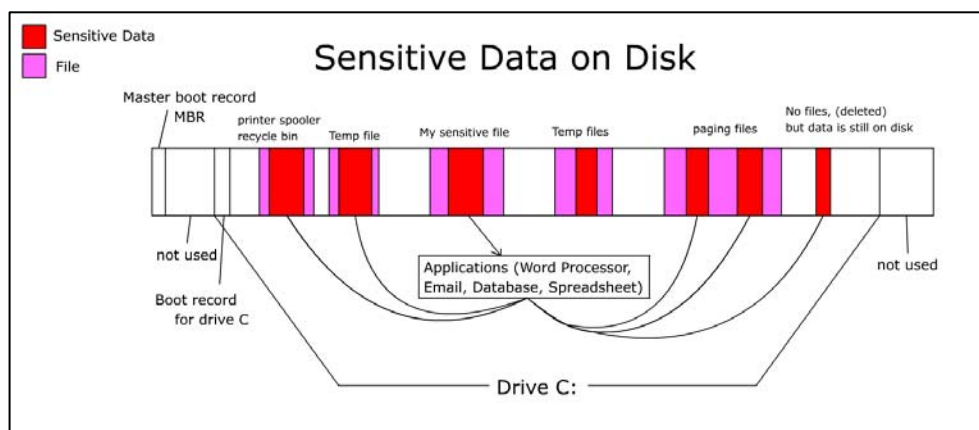 Sensitive Data
File
Sensitive Data on Disk
Master boot record
MBR
printer spooler
recycle bin
Temp file
My sensitive file
Temp files
paging files
No files, (deleted)
but data is still on disk
not used
Boot record
for drive C
Applications (Word Processor,
Email, Database, Spreadsheet)
not used
Drive C: